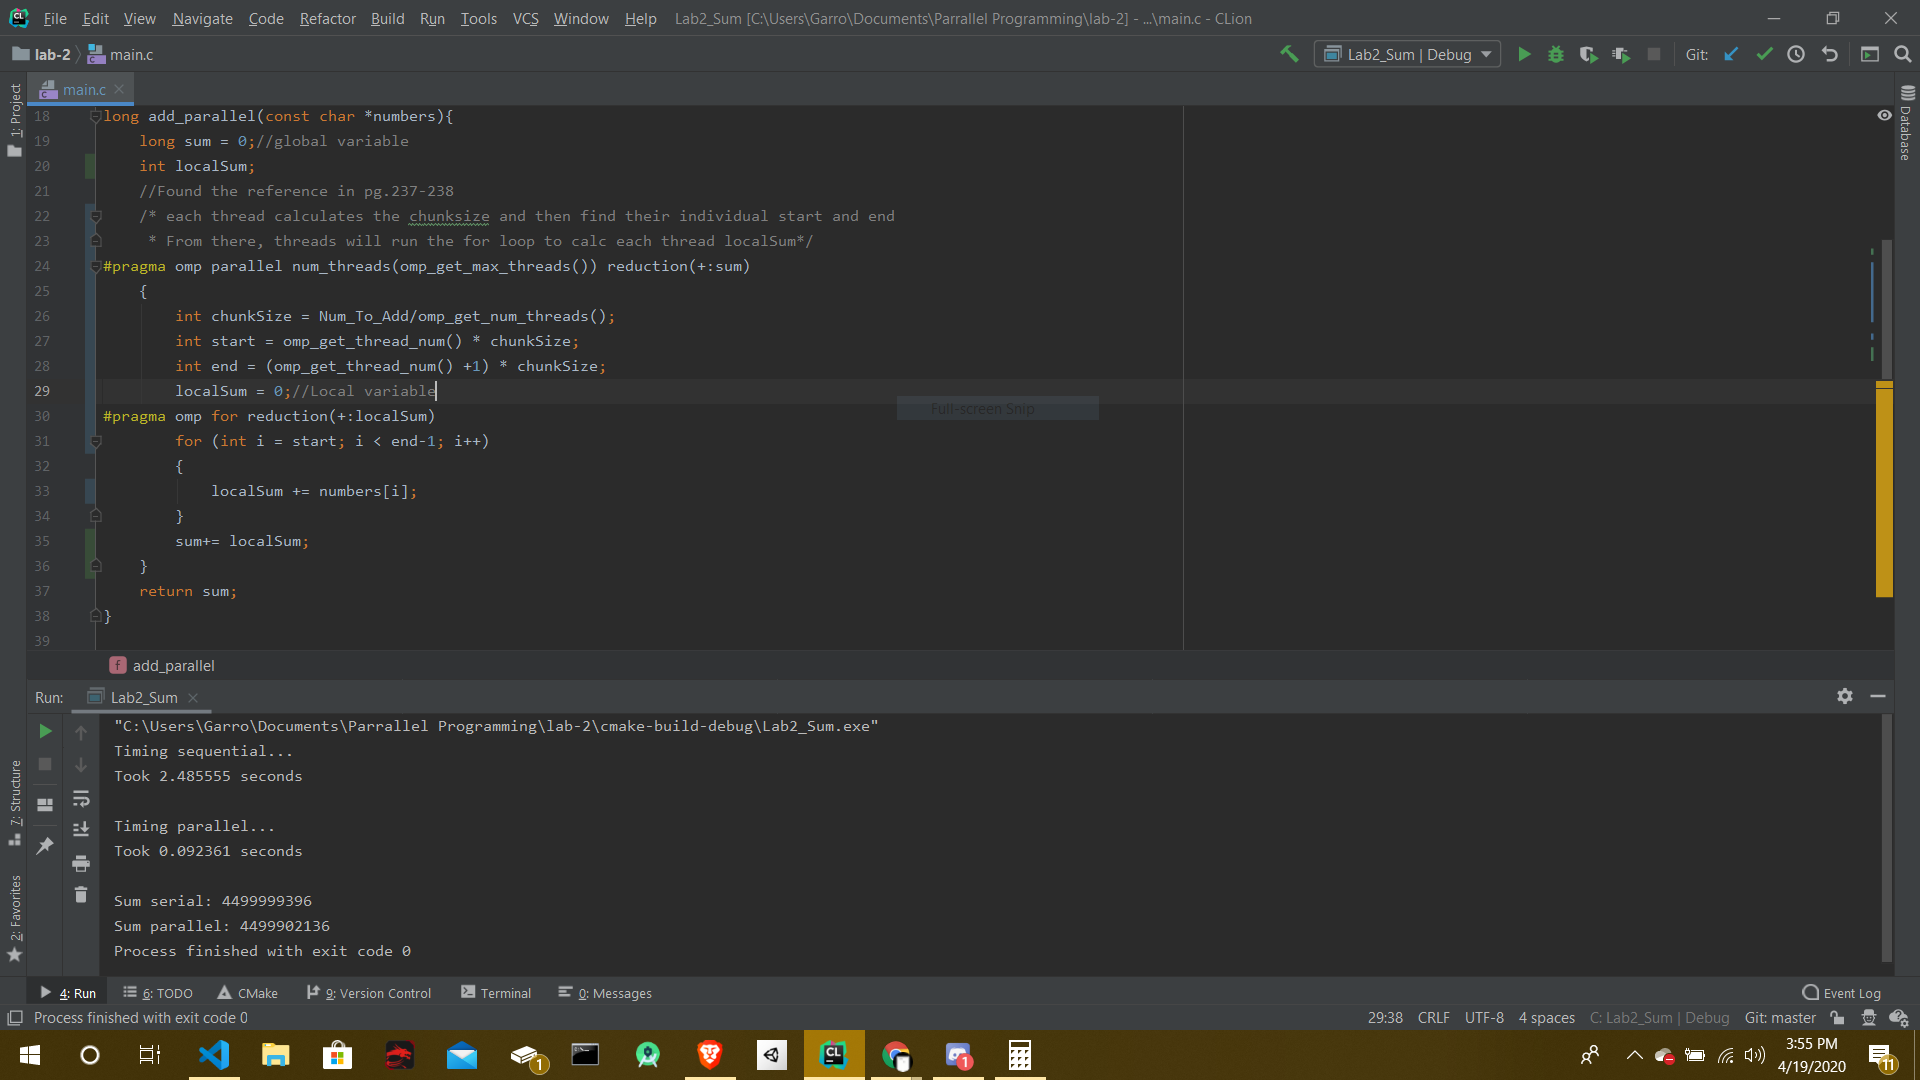 File Edit View Navigate Code Refactor Build Run Tools VCS Window Help Lab2_Sum [C:\Users\Garro\Documents\Parrallel Programming\lab-2] - ...\main.c - CLion
lab-2 main.c Lab2_Sum | Debug Git:
main.c
1: Project
Database
18 long add_parallel(const char *numbers){
19 long sum = 0;//global variable
20 int localSum;
21 //Found the reference in pg.237-238
22 /* each thread calculates the chunksize and then find their individual start and end
23 * From there, threads will run the for loop to calc each thread localSum*/
24 #pragma omp parallel num_threads(omp_get_max_threads()) reduction(+:sum)
25 {
26 int chunkSize = Num_To_Add/omp_get_num_threads();
27 int start = omp_get_thread_num() * chunkSize;
28 int end = (omp_get_thread_num() +1) * chunkSize;
29 localSum = 0;//Local variable
Full-screen Snip
30 #pragma omp for reduction(+:localSum)
31 for (int i = start; i < end-1; i++)
32 {
33 localSum += numbers[i];
34 }
35 sum+= localSum;
36 }
37 return sum;
38 }
39
f add_parallel
Run: Lab2_Sum
"C:\Users\Garro\Documents\Parrallel Programming\lab-2\cmake-build-debug\Lab2_Sum.exe"
Timing sequential...
Took 2.485555 seconds
Timing parallel...
Took 0.092361 seconds
Sum serial: 4499999396
Sum parallel: 4499902136
Process finished with exit code 0
7: Structure
2: Favorites
4: Run 6: TODO CMake 9: Version Control Terminal 0: Messages Event Log
Process finished with exit code 0 29:38 CRLF UTF-8 4 spaces C: Lab2_Sum | Debug Git: master
1 CL 1 3:55 PM
4/19/2020 11